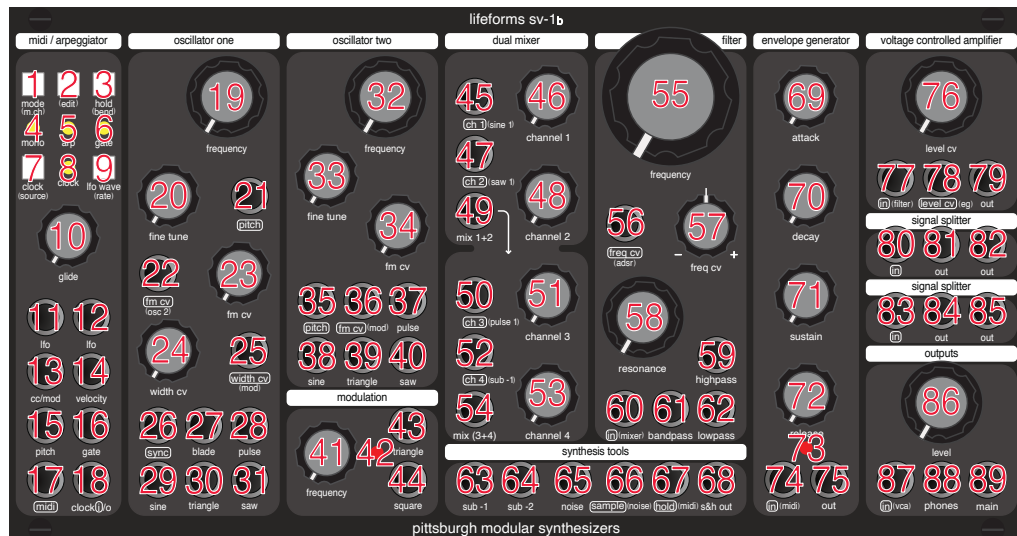 lifeforms sv-1b
midi / arpeggiator
oscillator one
oscillator two
dual mixer
filter
envelope generator
voltage controlled amplifier
1 2 3
mode (m.ch)
(edit)
hold (bend)
4 5 6
mono
arp
gate
7 8 9
clock (source)
clock
lfo wave (rate)
10
glide
11 12
lfo lfo
13 14
cc/mod velocity
15 16
pitch gate
17 18
(midi) clock i/o
19
frequency
20
fine tune
21
pitch
22
fm cv
(osc 2)
23
fm cv
24
width cv
25
width cv
(mod)
26 27 28
sync blade pulse
29 30 31
sine triangle saw
32
frequency
33
fine tune
34
fm cv
35 36 37
pitch fm cv (mod) pulse
38 39 40
sine triangle saw
modulation
41
frequency
42
43
triangle
44
square
45
ch 1 (sine 1)
46
channel 1
47
ch 2 (saw 1)
48
channel 2
49
mix 1+2
50
ch 3 (pulse 1)
51
channel 3
52
ch 4 (sub -1)
53
channel 4
54
mix (3+4)
55
frequency
56
freq cv
(adsr)
57
– +
freq cv
58
resonance
59
highpass
60 61 62
in (mixer) bandpass lowpass
synthesis tools
63 64 65 66 67 68
sub -1 sub -2 noise sample (noise) hold (midi) s&h out
69
attack
70
decay
71
sustain
72
release
73
74 75
in (midi) out
76
level cv
77 78 79
in (filter) level cv (eg) out
signal splitter
80 81 82
in out out
signal splitter
83 84 85
in out out
outputs
86
level
87 88 89
in (vca) phones main
pittsburgh modular synthesizers